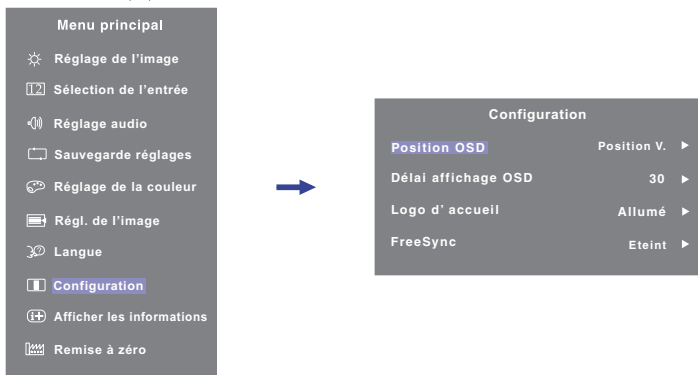 Menu principal
Réglage de l'image
12 Sélection de l'entrée
Réglage audio
Sauvegarde réglages
Réglage de la couleur
Régl. de l'image
Langue
Configuration
Afficher les informations
Remise à zéro
Configuration
Position OSD Position V.
Délai affichage OSD 30
Logo d' accueil Allumé
FreeSync Eteint